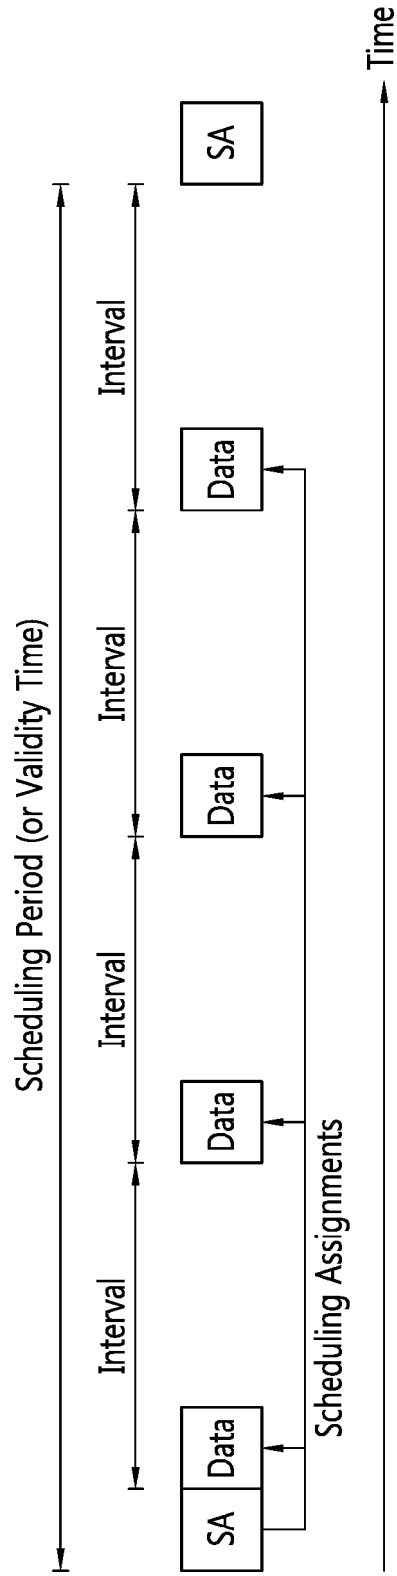 Scheduling Period (or Validity Time)
Interval
Interval
Interval
Interval
SA
Data
Data
Data
Data
SA
Scheduling Assignments
Time